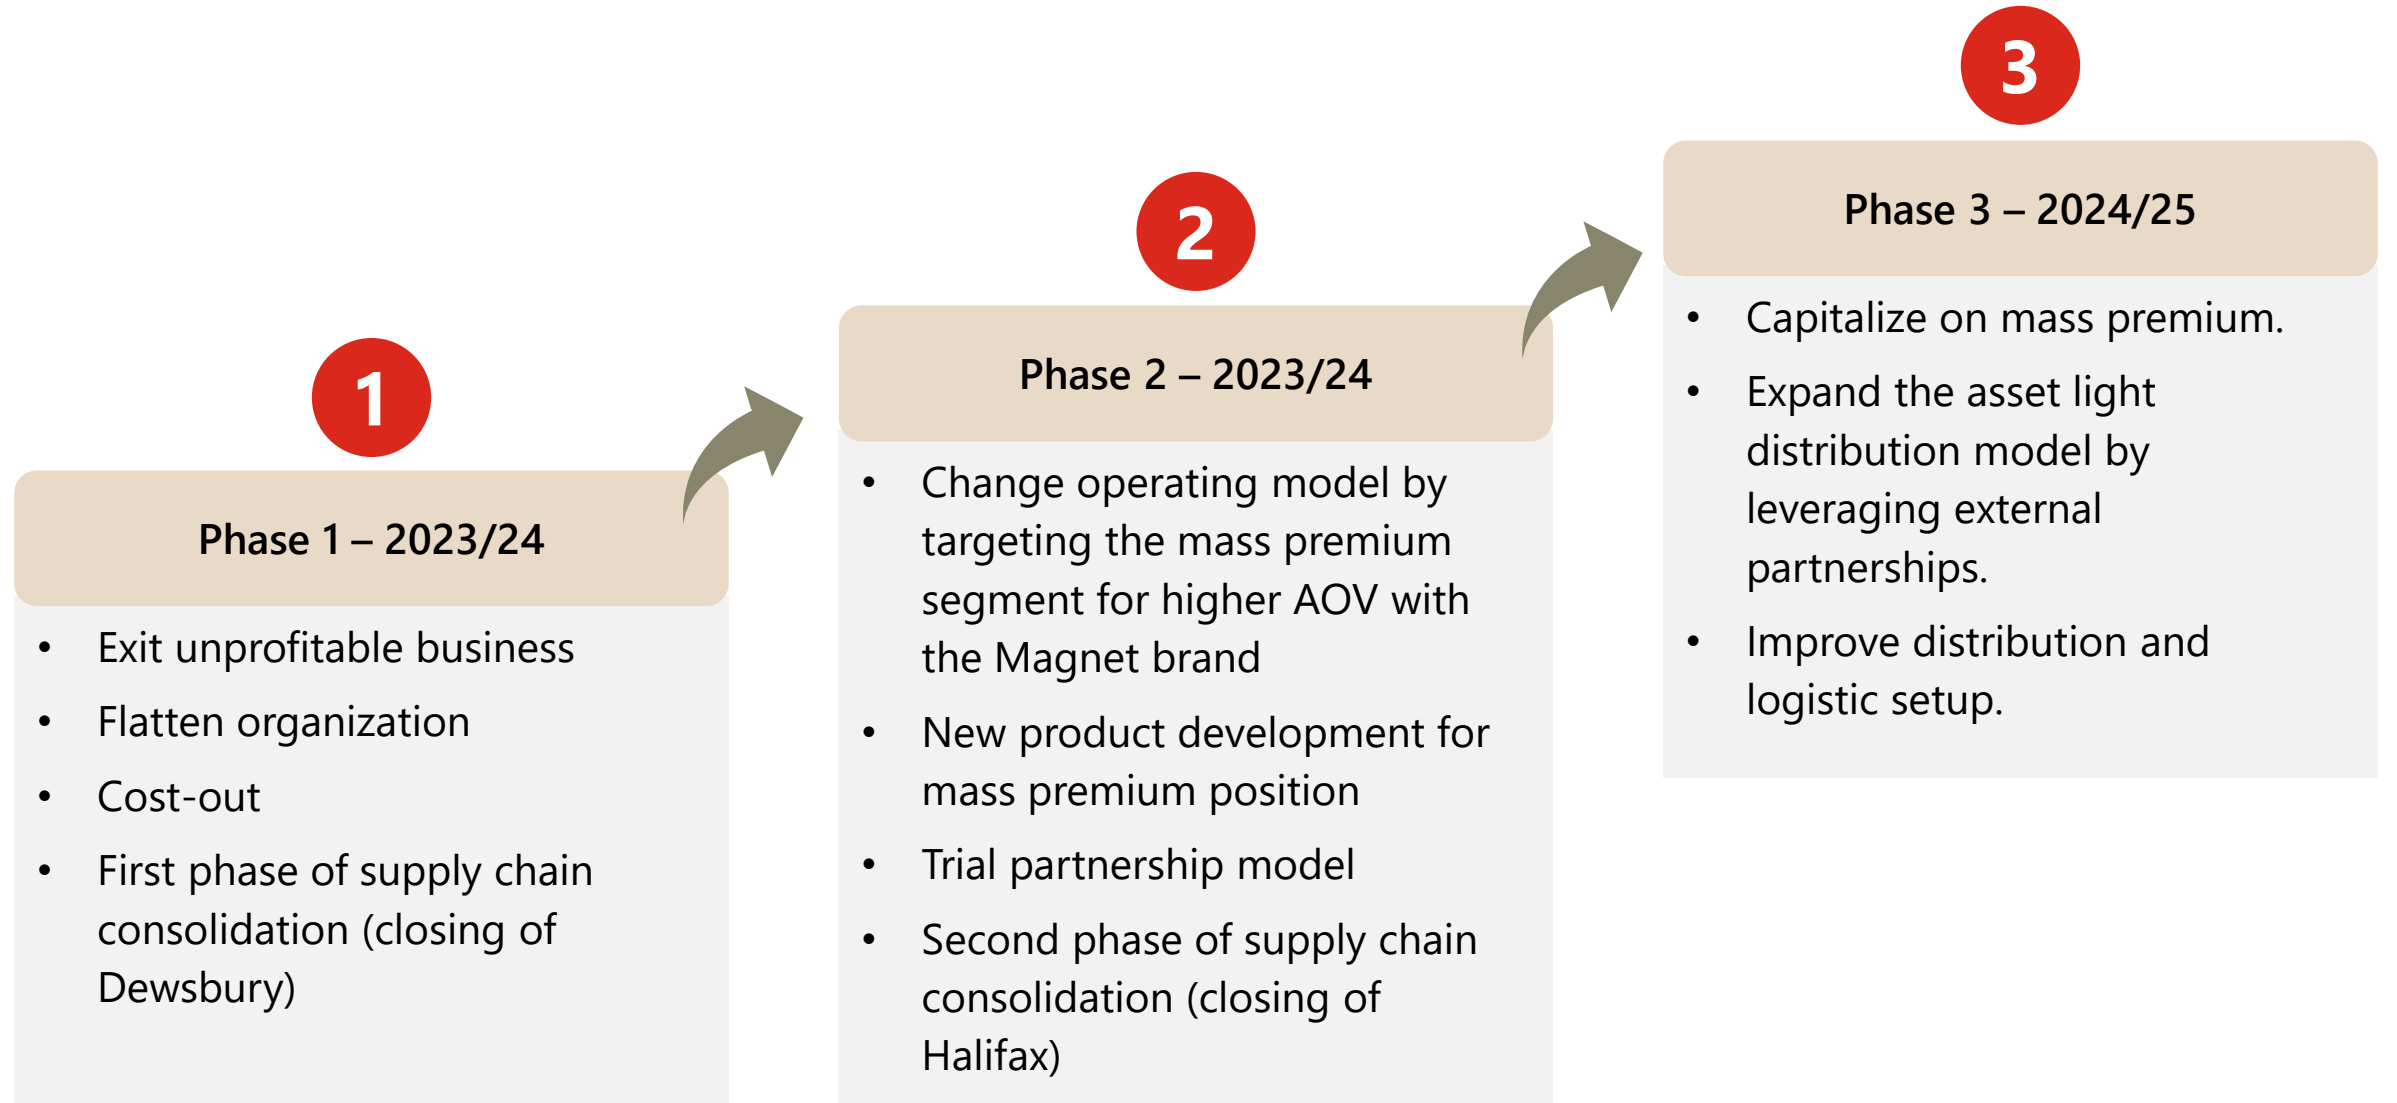 1
Phase 1 – 2023/24
• Exit unprofitable business
• Flatten organization
• Cost-out
• First phase of supply chain
consolidation (closing of
Dewsbury)
2
Phase 2 – 2023/24
• Change operating model by
targeting the mass premium
segment for higher AOV with
the Magnet brand
• New product development for
mass premium position
• Trial partnership model
• Second phase of supply chain
consolidation (closing of
Halifax)
3
Phase 3 – 2024/25
• Capitalize on mass premium.
• Expand the asset light
distribution model by
leveraging external
partnerships.
• Improve distribution and
logistic setup.